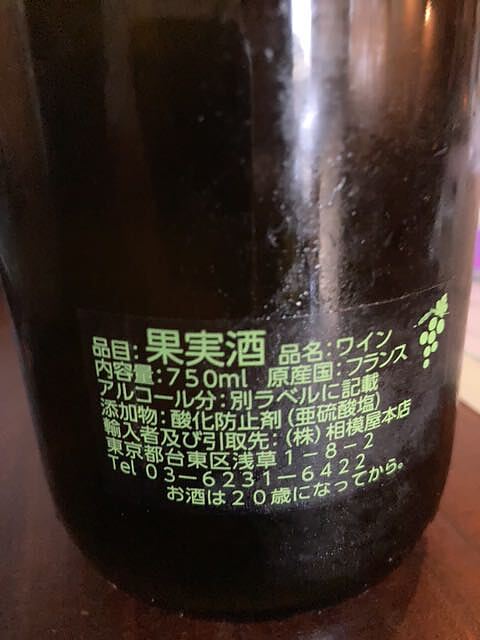 品目：果実酒 品名：ワイン
内容量：750ml 原産国：フランス
アルコール分：別ラベルに記載
添加物：酸化防止剤(亜硫酸塩)
輸入者及び引取先：(株)相模屋本店
東京都台東区浅草1-8-2
Tel 03-6231-6422
お酒は20歳になってから。